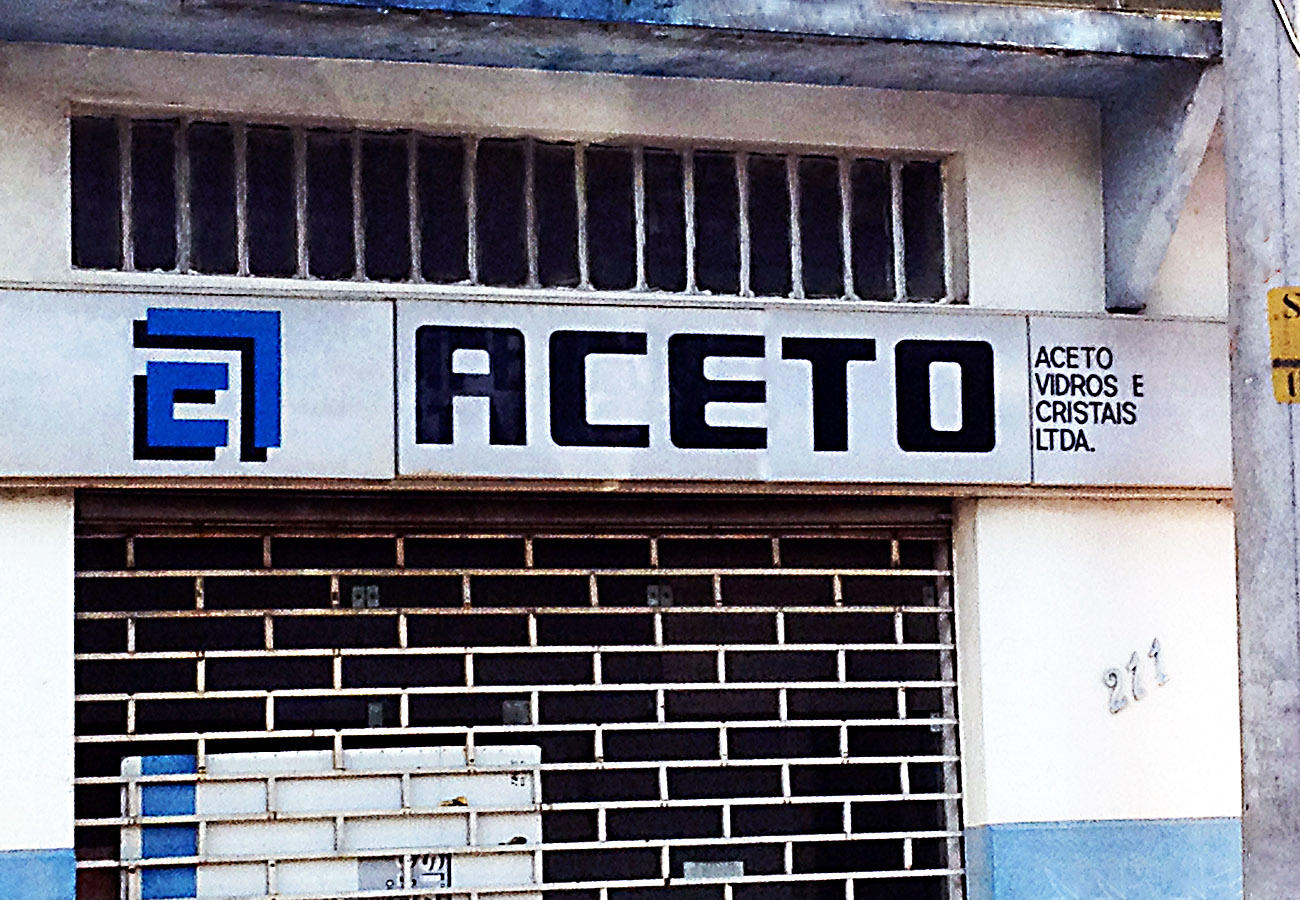 ACETO
ACETO
VIDROS E
CRISTAIS
LTDA.
211